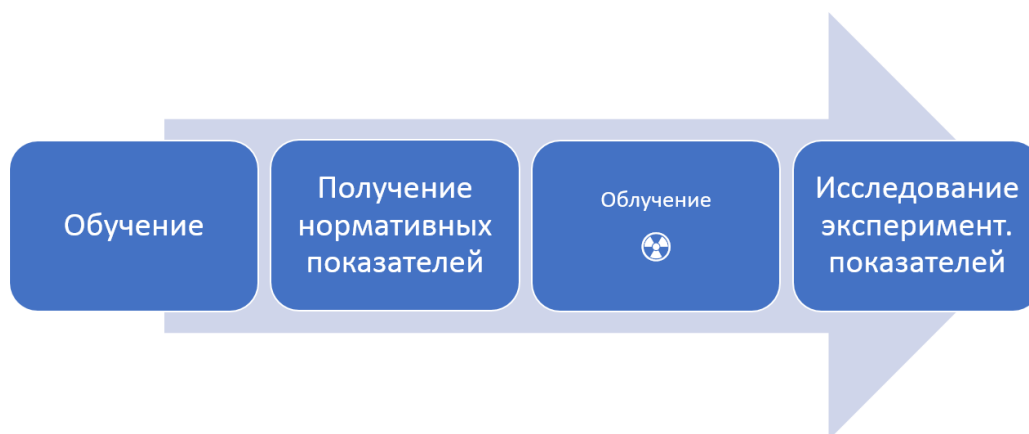 Обучение
Получение
нормативных
показателей
Облучение
☢
Исследование
эксперимент.
показателей